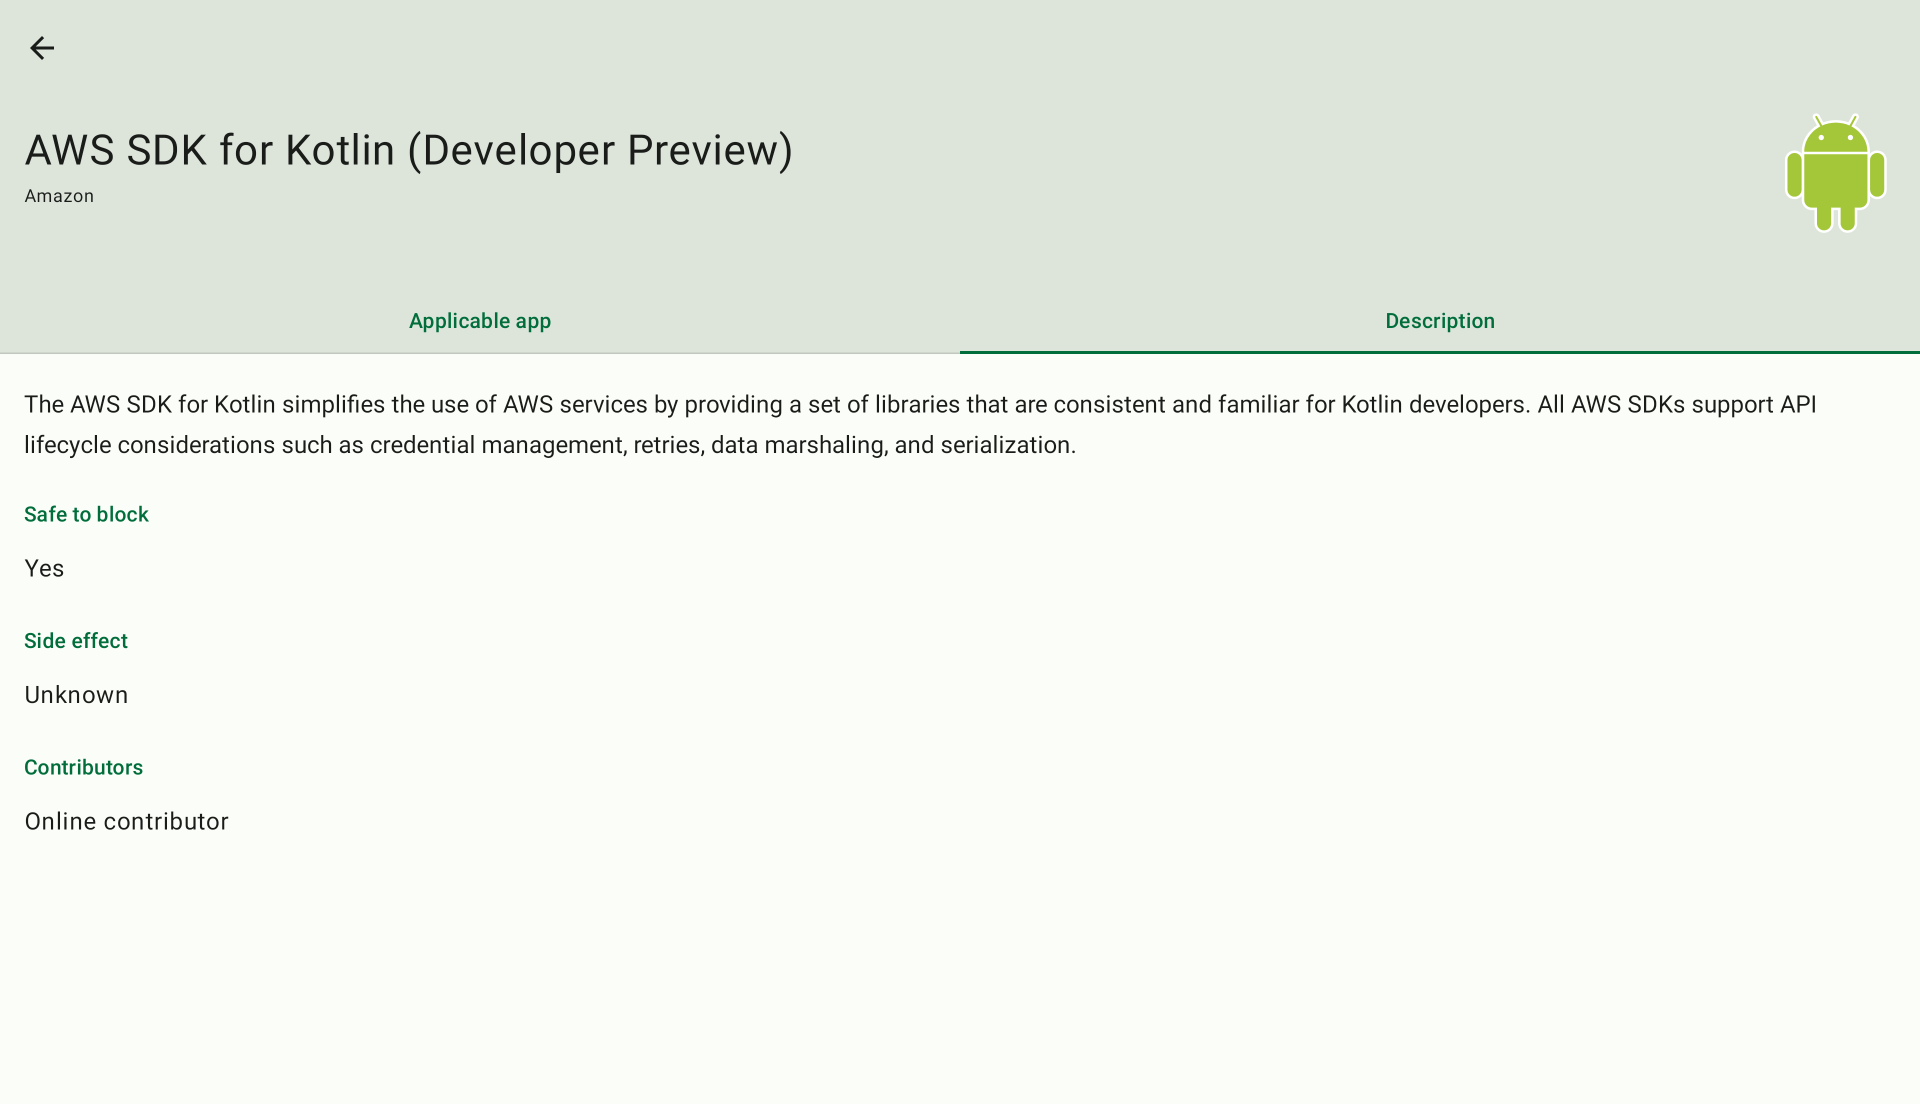 AWS SDK for Kotlin (Developer Preview)
Amazon
Applicable app
Description
The AWS SDK for Kotlin simplifies the use of AWS services by providing a set of libraries that are consistent and familiar for Kotlin developers. All AWS SDKs support API
lifecycle considerations such as credential management, retries, data marshaling, and serialization.
Safe to block
Yes
Side effect
Unknown
Contributors
Online contributor